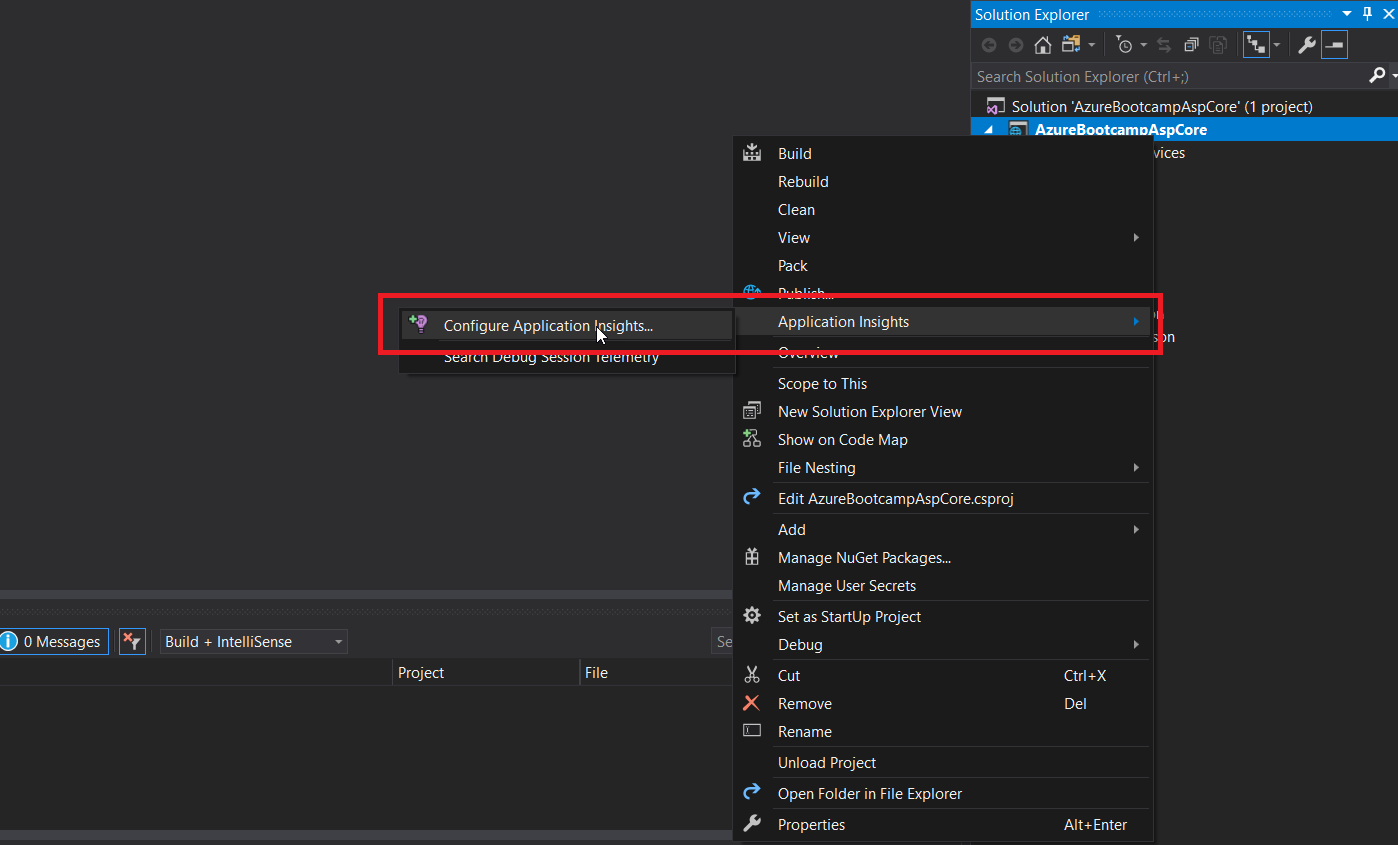 Solution Explorer
Search Solution Explorer (Ctrl+;)
Solution 'AzureBootcampAspCore' (1 project)
AzureBootcampAspCore
vices
Build
Rebuild
Clean
View
Pack
Publish...
Application Insights
Configure Application Insights...
son
Overview
Search Debug Session Telemetry
Scope to This
New Solution Explorer View
Show on Code Map
File Nesting
Edit AzureBootcampAspCore.csproj
Add
Manage NuGet Packages...
Manage User Secrets
Set as StartUp Project
0 Messages
Build + IntelliSense
Se
Debug
Project
File
Cut Ctrl+X
Remove Del
Rename
Unload Project
Open Folder in File Explorer
Properties Alt+Enter